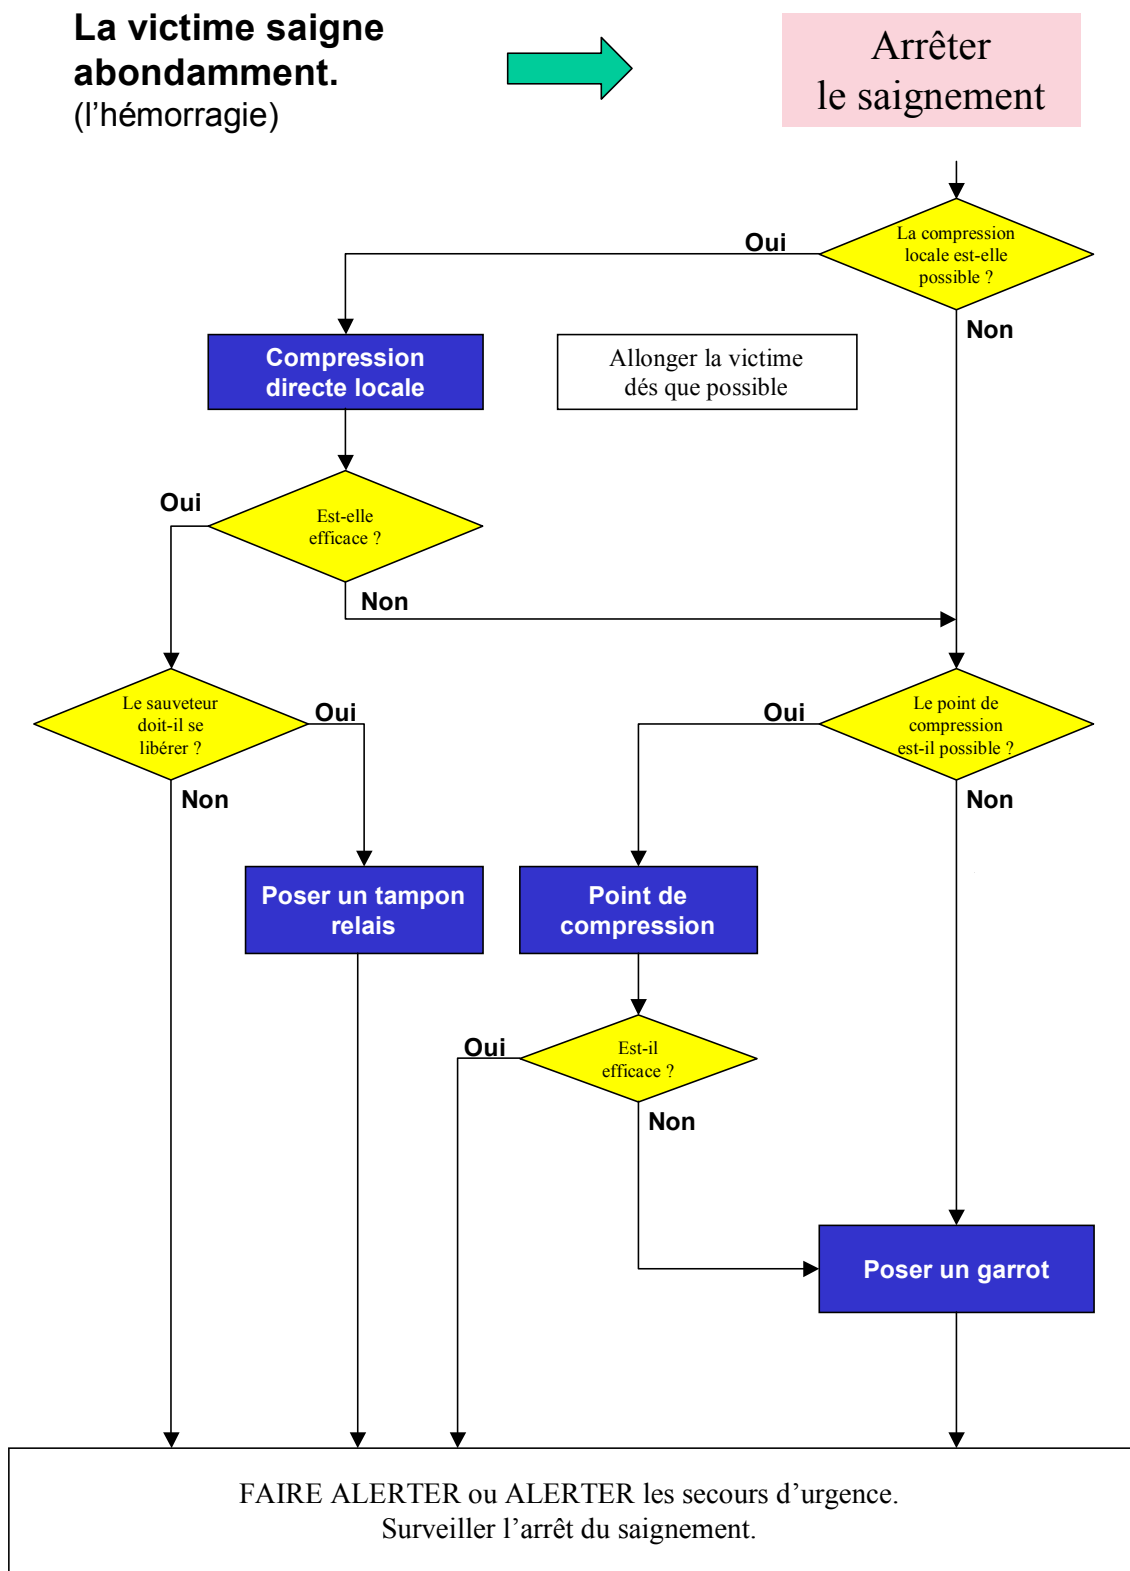 La victime saigne
abondamment.
(l'hémorragie)
Arrêter
le saignement
La compression
locale est-elle
possible ?
Oui
Non
Compression
directe locale
Allonger la victime
dés que possible
Est-elle
efficace ?
Oui
Non
Le sauveteur
doit-il se
libérer ?
Oui
Non
Le point de
compression
est-il possible ?
Oui
Non
Poser un tampon
relais
Point de
compression
Est-il
efficace ?
Oui
Non
Poser un garrot
FAIRE ALERTER ou ALERTER les secours d'urgence.
Surveiller l'arrêt du saignement.